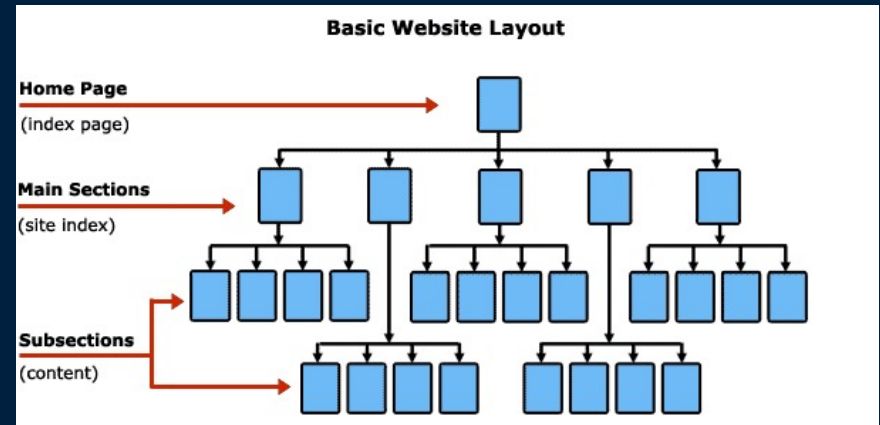 Basic Website Layout
Home Page
(index page)
Main Sections
(site index)
Subsections
(content)